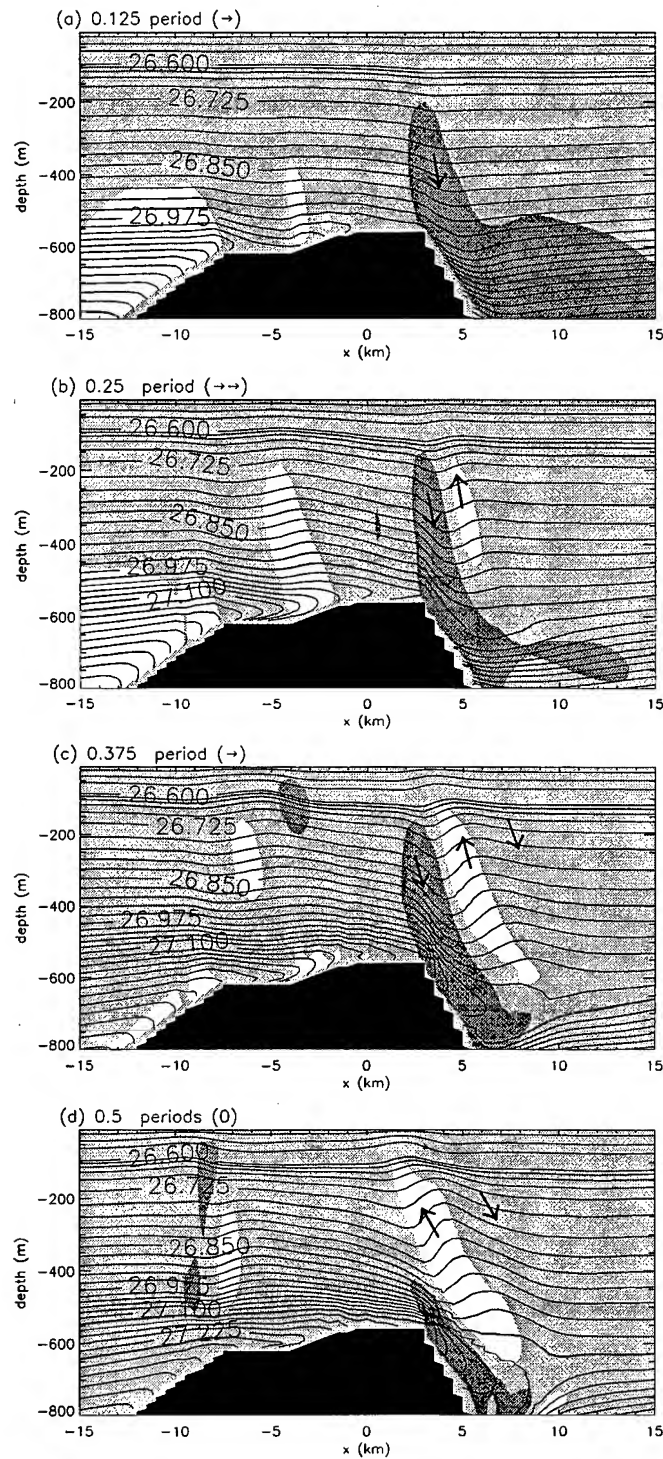 (a) 0.125 period (→)
26.600
-200
26.725
26.850
-400
26.975
-600
-800
depth (m)
-15 -10 -5 0 5 10 15
x (km)
(b) 0.25 period (→→)
26.600
-200
26.725
26.850
-400
26.975
27.100
-600
-800
depth (m)
-15 -10 -5 0 5 10 15
x (km)
(c) 0.375 period (→)
26.600
-200
26.725
26.850
-400
26.975
27.100
-600
-800
depth (m)
-15 -10 -5 0 5 10 15
x (km)
(d) 0.5 periods (0)
26.600
26.725
-200
26.850
-400
26.975
27.100
27.225
-600
-800
depth (m)
-15 -10 -5 0 5 10 15
x (km)